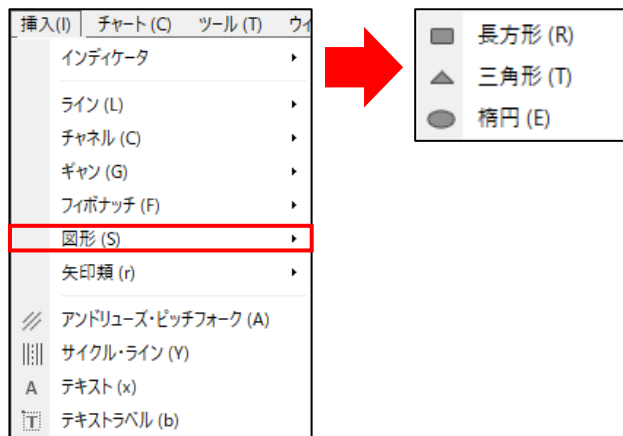 挿入(I) チャート(C) ツール(T)
インディケータ
ライン(L)
チャネル(C)
ギャン(G)
フィボナッチ(F)
図形(S)
矢印類(r)
アンドリューズ・ピッチフォーク(A)
サイクル・ライン(Y)
テキスト(x)
テキストラベル(b)
長方形(R)
三角形(T)
楕円(E)